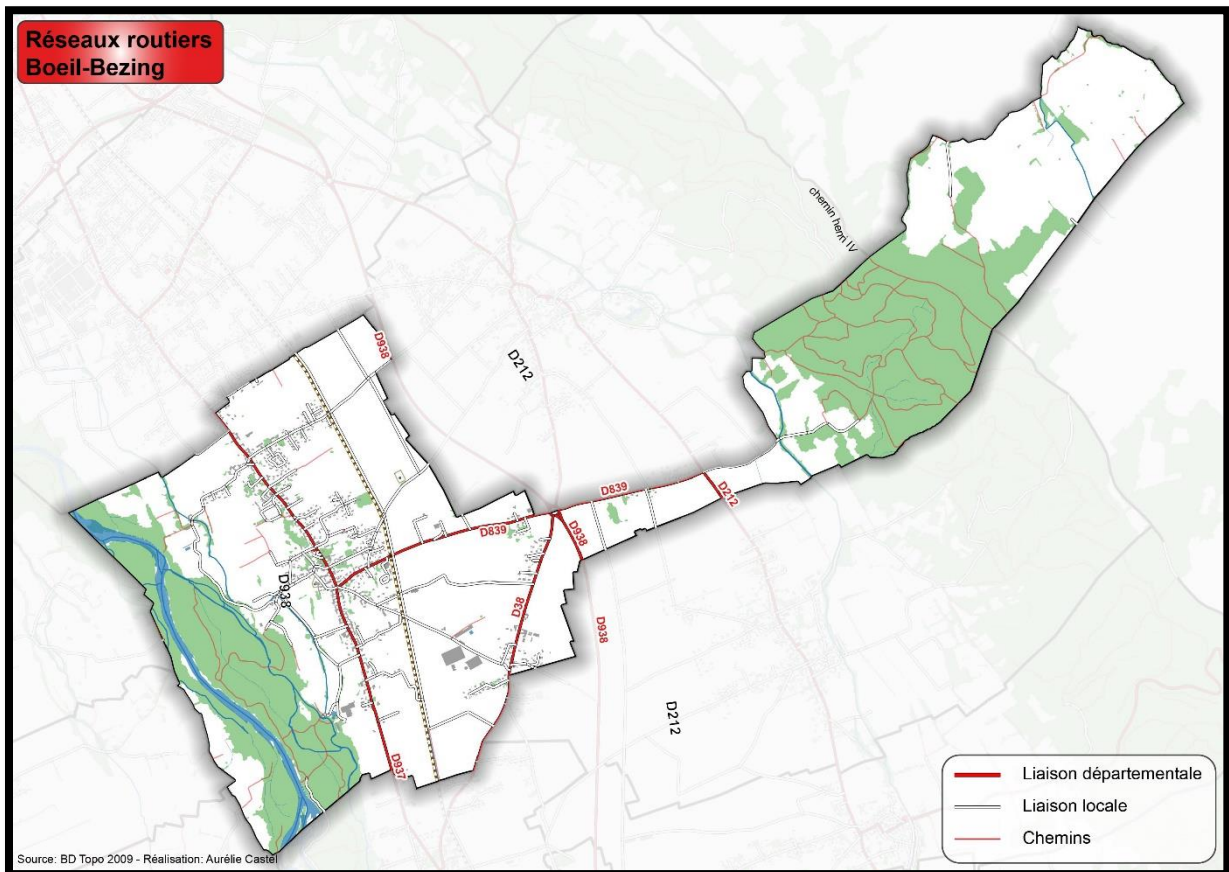 Réseaux routiers
Boeil-Bezing
D938
D212
chemin henri IV
D839
D212
D839
D938
D938
D38
D938
D212
D937
Liaison départementale
Liaison locale
Chemins
Source: BD Topo 2009 - Réalisation: Aurélie Castel